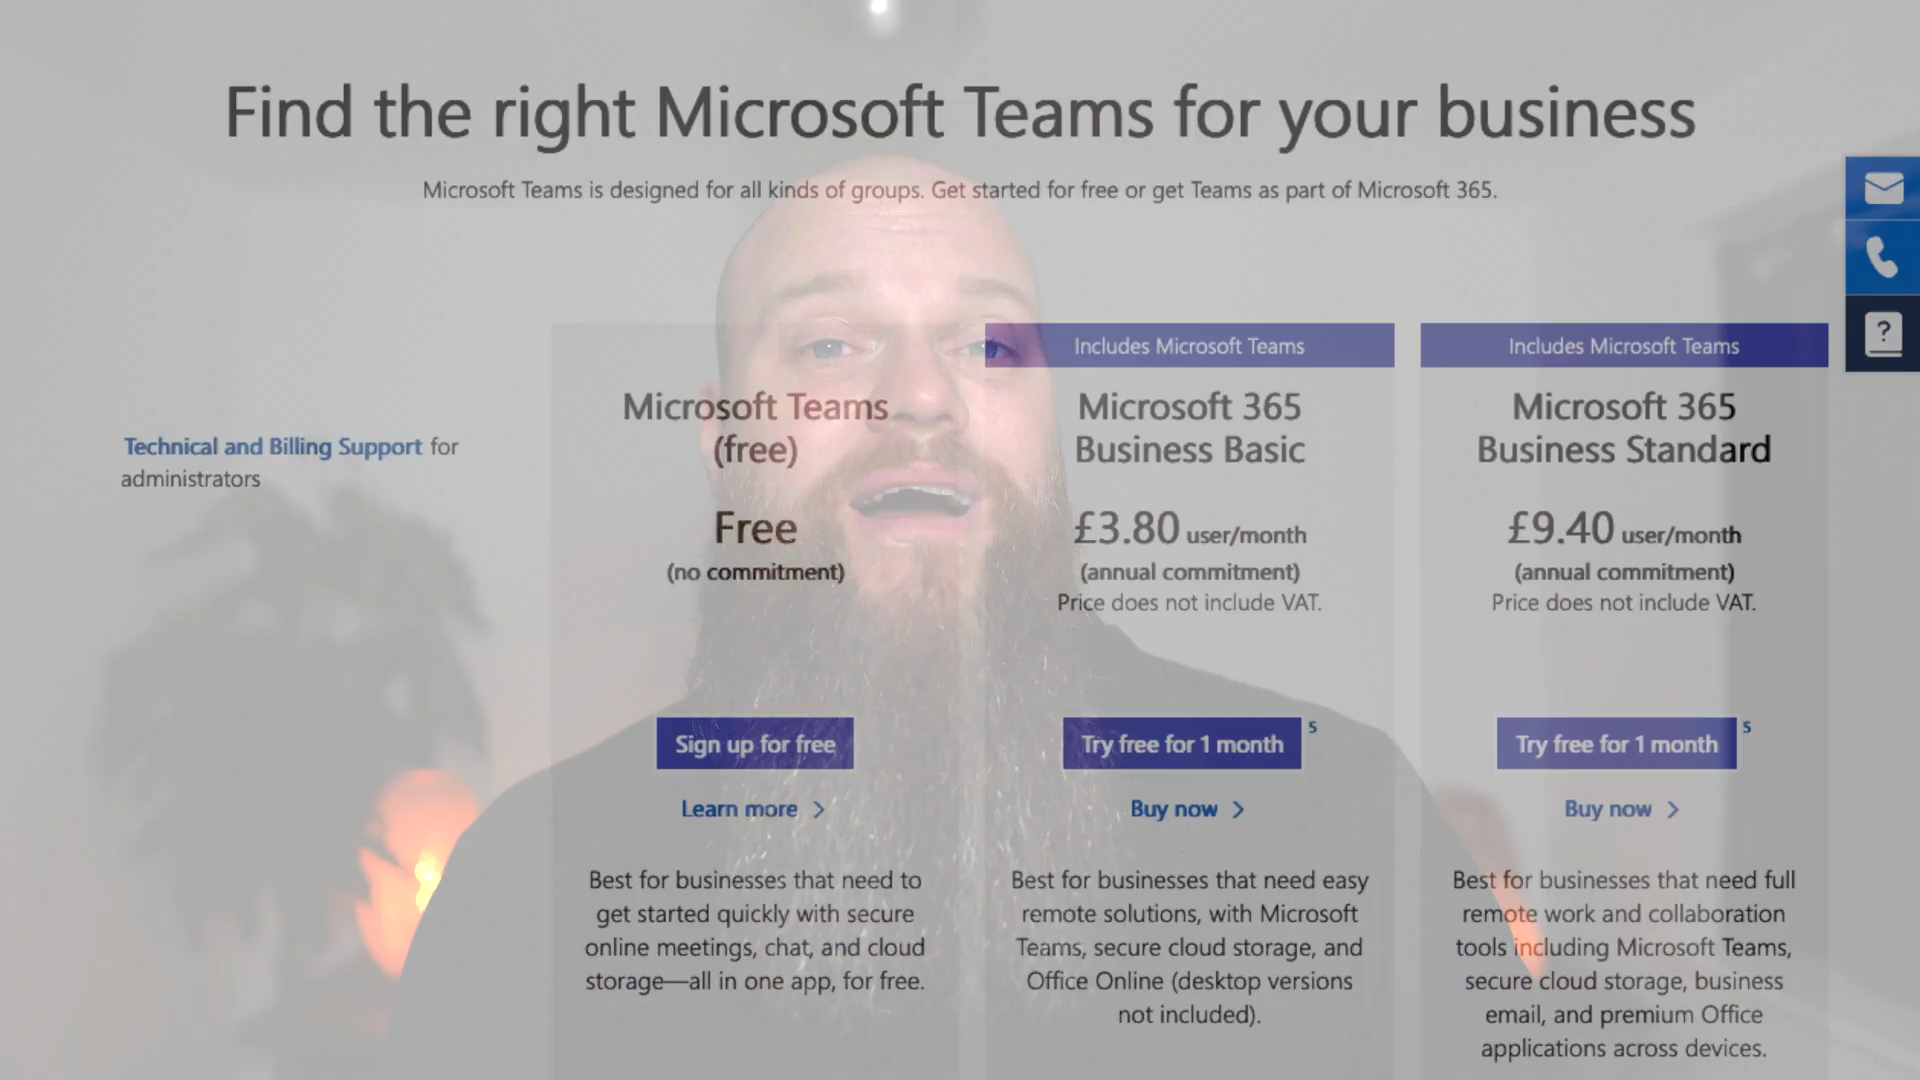 Find the right Microsoft Teams for your business
Microsoft Teams is designed for all kinds of groups. Get started for free or get Teams as part of Microsoft 365.
Technical and Billing Support for
administrators
Microsoft Teams
(free)
Free
(no commitment)
Sign up for free
Learn more
Best for businesses that need to
get started quickly with secure
online meetings, chat, and cloud
storage—all in one app, for free.
Includes Microsoft Teams
Microsoft 365
Business Basic
£3.80 user/month
(annual commitment)
Price does not include VAT.
Try free for 1 month 5
Buy now
Best for businesses that need easy
remote solutions, with Microsoft
Teams, secure cloud storage, and
Office Online (desktop versions
not included).
Includes Microsoft Teams
Microsoft 365
Business Standard
£9.40 user/month
(annual commitment)
Price does not include VAT.
Try free for 1 month 5
Buy now
Best for businesses that need full
remote work and collaboration
tools including Microsoft Teams,
secure cloud storage, business
email, and premium Office
applications across devices.
?